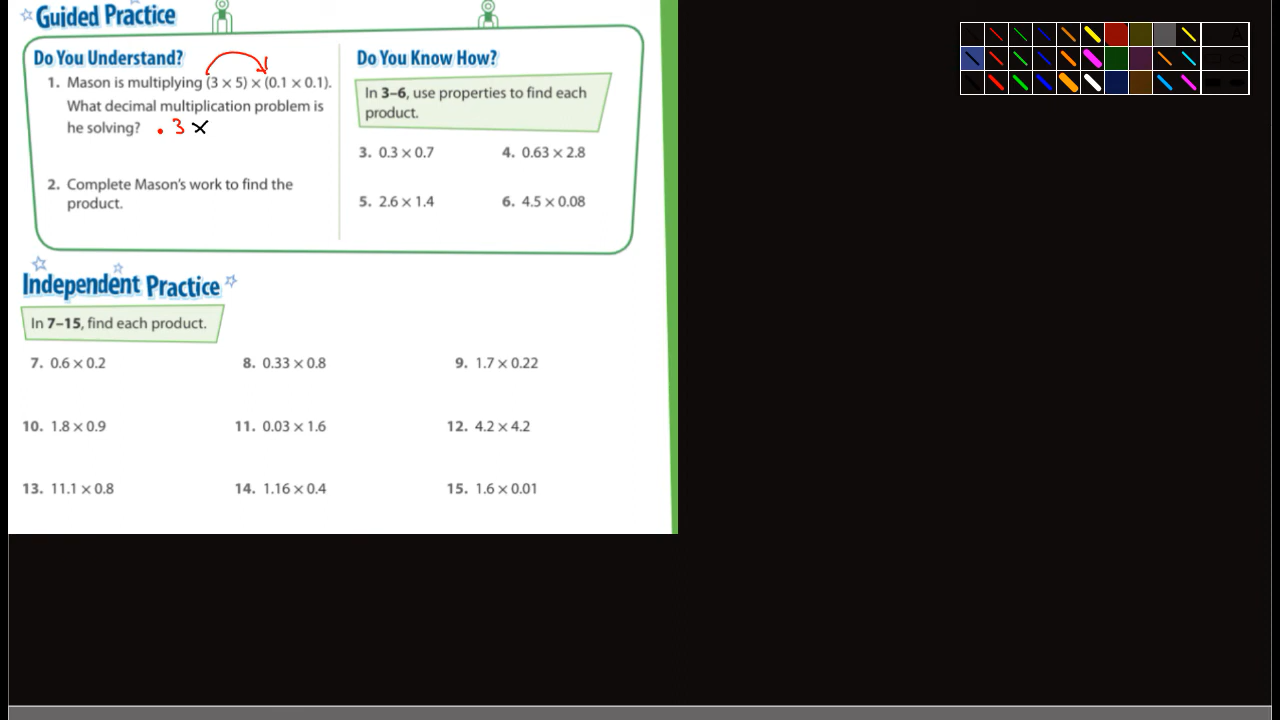 Guided Practice
Do You Understand?
1. Mason is multiplying (3 × 5) × (0.1 × 0.1).
What decimal multiplication problem is
he solving? .3 ×
2. Complete Mason's work to find the
product.
Do You Know How?
In 3–6, use properties to find each
product.
3. 0.3 × 0.7 4. 0.63 × 2.8
5. 2.6 × 1.4 6. 4.5 × 0.08
Independent Practice
In 7–15, find each product.
7. 0.6 × 0.2 8. 0.33 × 0.8 9. 1.7 × 0.22
10. 1.8 × 0.9 11. 0.03 × 1.6 12. 4.2 × 4.2
13. 11.1 × 0.8 14. 1.16 × 0.4 15. 1.6 × 0.01
A